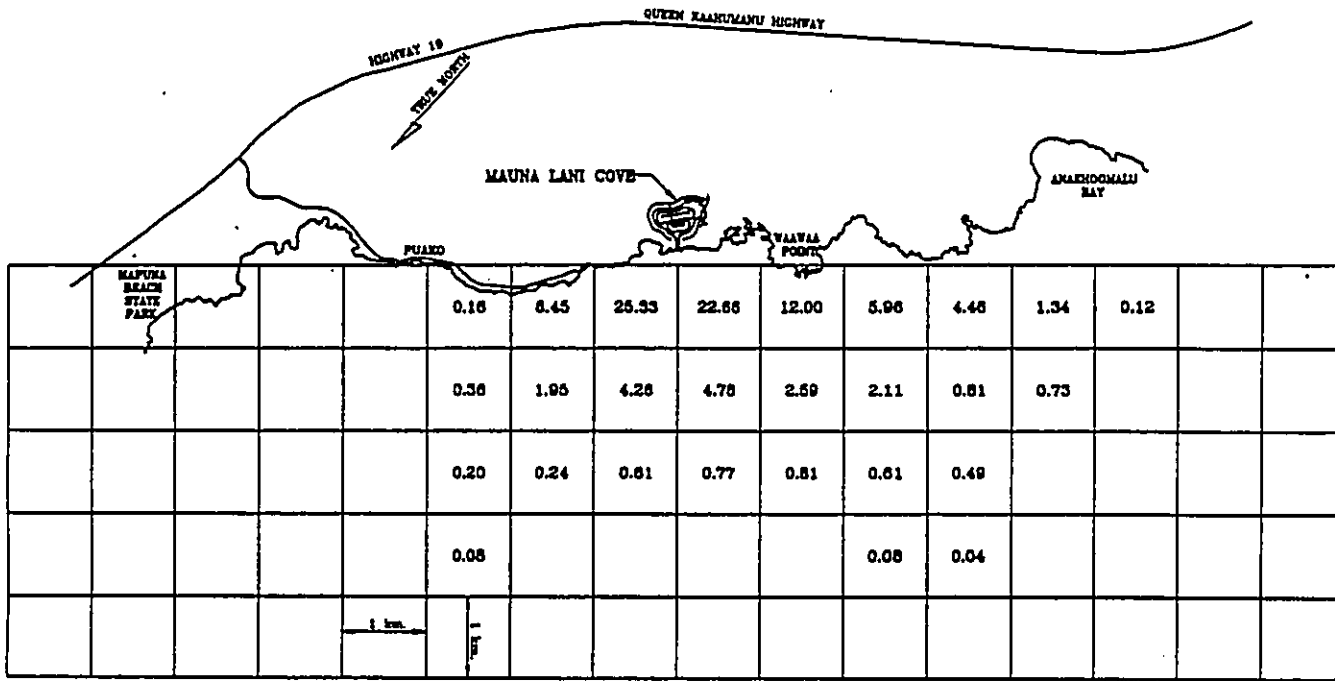 QUEEN KAAHUMANU HIGHWAY
HIGHWAY 19
TRUE NORTH
MAUNA LANI COVE
ANAEHOOMALU
BAY
PUAKO
WAAWAA
POINT
HAPUNA
BEACH
STATE
PARK
0.16 8.45 25.33 22.66 12.00 5.96 4.46 1.34 0.12
0.36 1.95 4.26 4.78 2.59 2.11 0.81 0.73
0.20 0.24 0.61 0.77 0.81 0.61 0.49
0.08 0.08 0.04
1 km.
1 km.